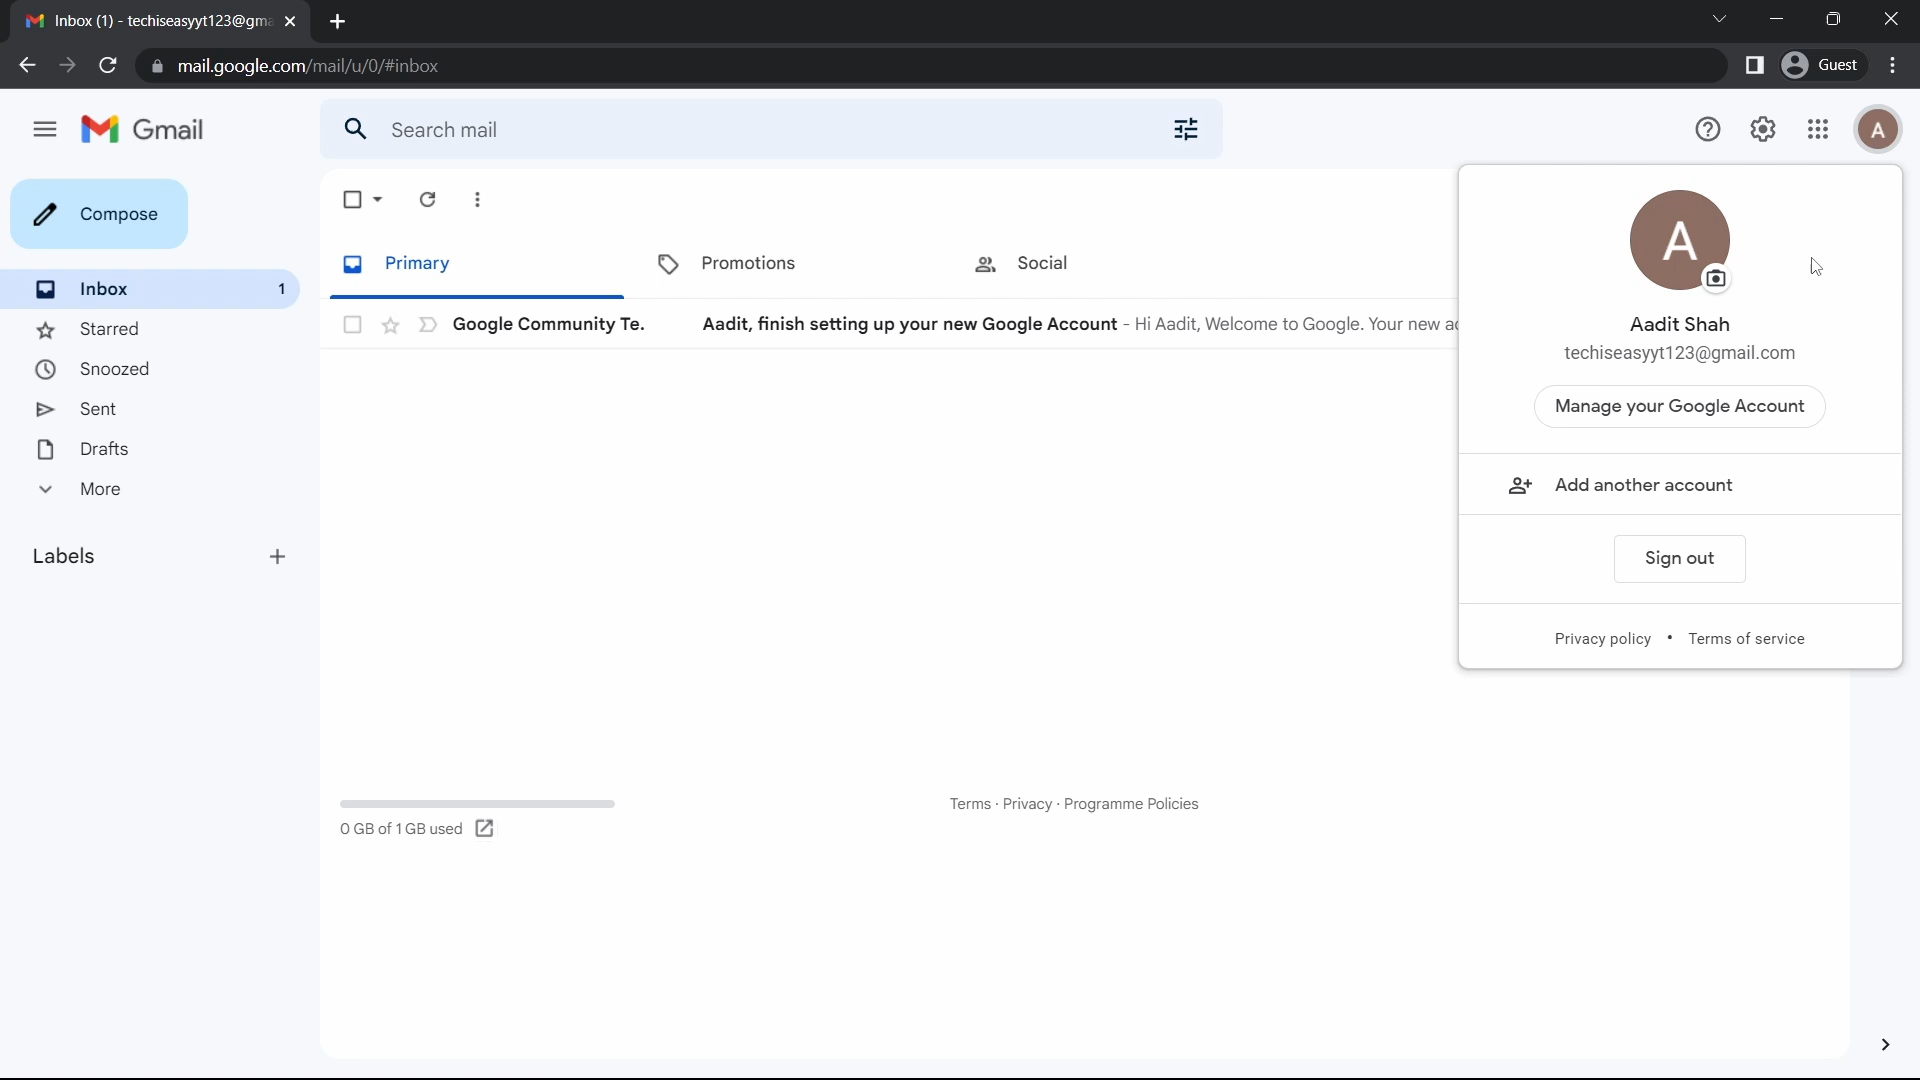 Inbox (1) - techiseasyyt123@gma
mail.google.com/mail/u/0/#inbox
Guest
Gmail
Search mail
A
Compose
Primary
Promotions
Social
A
Inbox 1
Google Community Te. Aadit, finish setting up your new Google Account - Hi Aadit, Welcome to Google. Your new ac
Starred
Snoozed
Sent
Drafts
More
Labels
Aadit Shah
techiseasyyt123@gmail.com
Manage your Google Account
Add another account
Sign out
Privacy policy • Terms of service
0 GB of 1 GB used
Terms · Privacy · Programme Policies